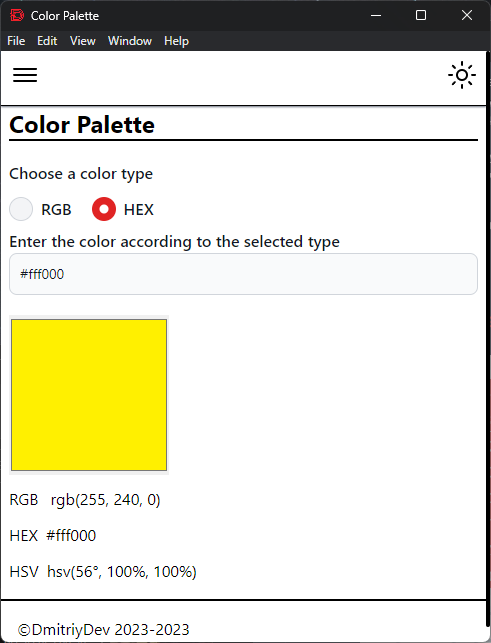 Color Palette
File Edit View Window Help
Color Palette
Choose a color type
RGB HEX
Enter the color according to the selected type
#fff000
RGB rgb(255, 240, 0)
HEX #fff000
HSV hsv(56°, 100%, 100%)
©DmitriyDev 2023-2023